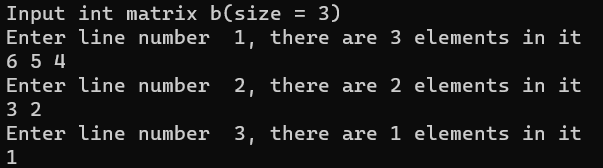 Input int matrix b(size = 3)
Enter line number  1, there are 3 elements in it
6 5 4
Enter line number  2, there are 2 elements in it
3 2
Enter line number  3, there are 1 elements in it
1